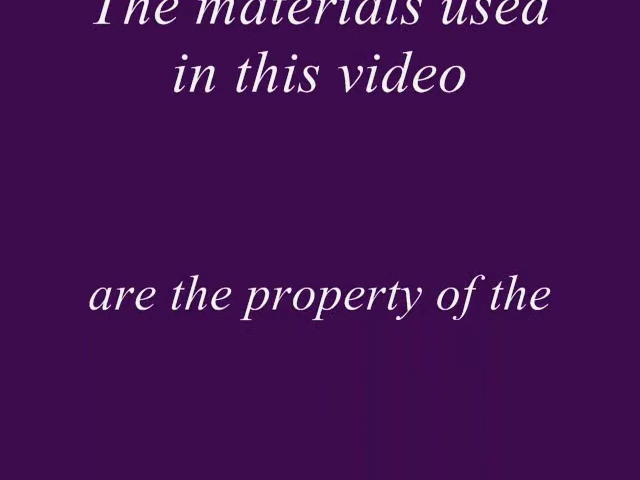 The materials used
in this video
are the property of the